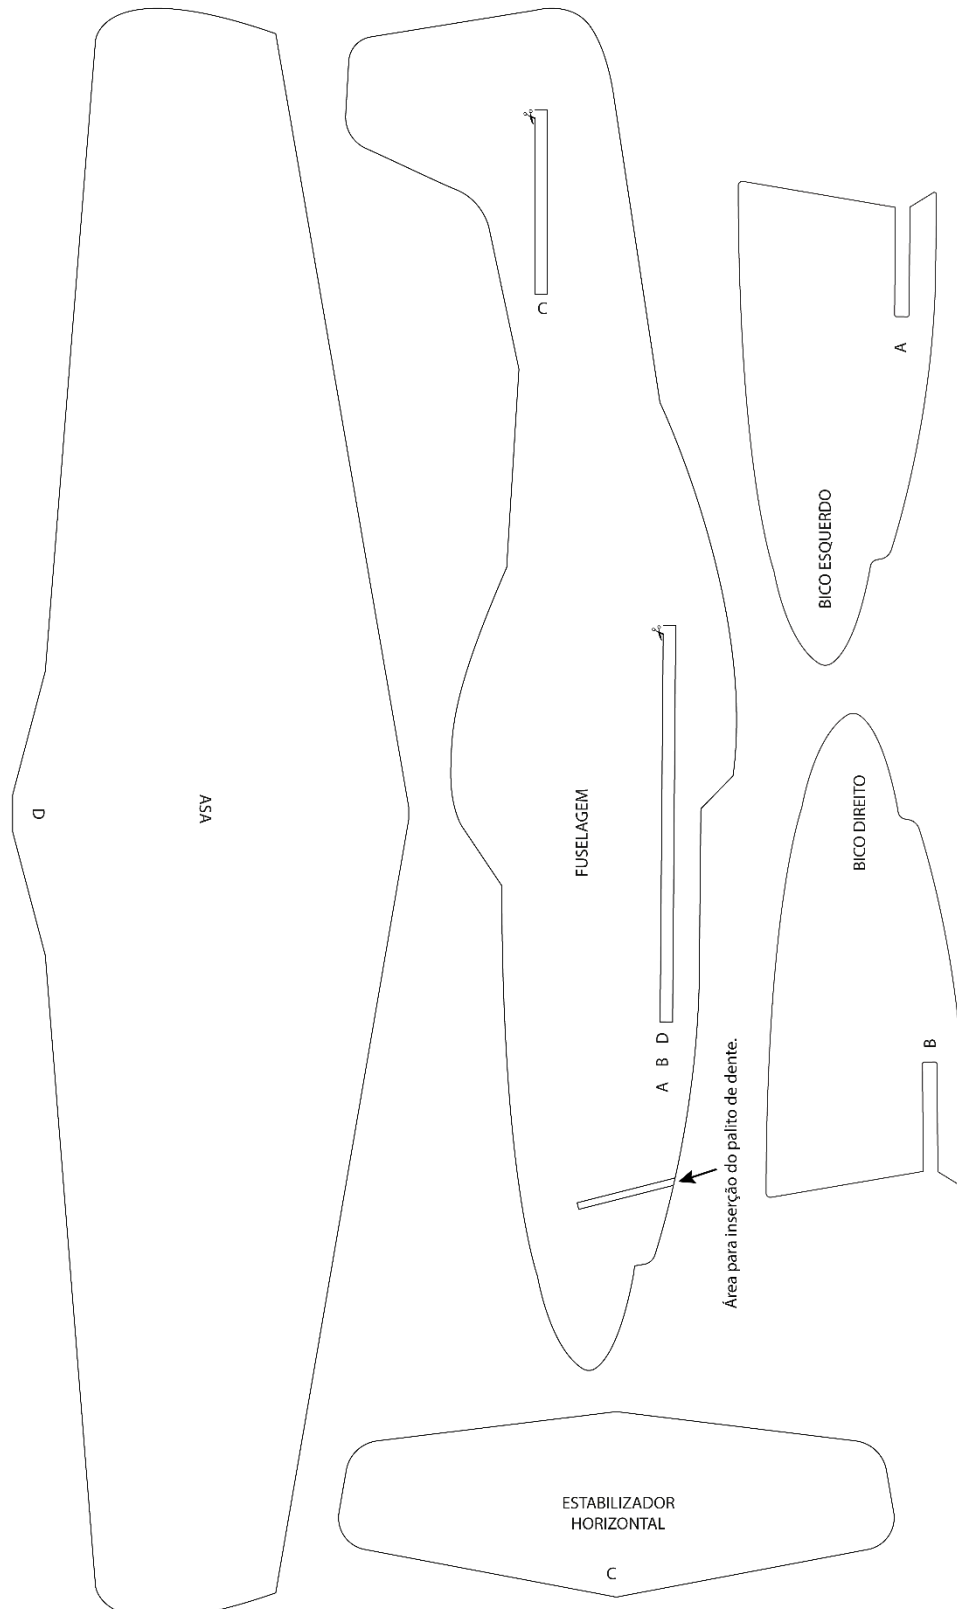 C
A
BICO ESQUERDO
D
ASA
FUSELAGEM
BICO DIREITO
A B D
B
Área para inserção do palito de dente.
ESTABILIZADOR
HORIZONTAL
C